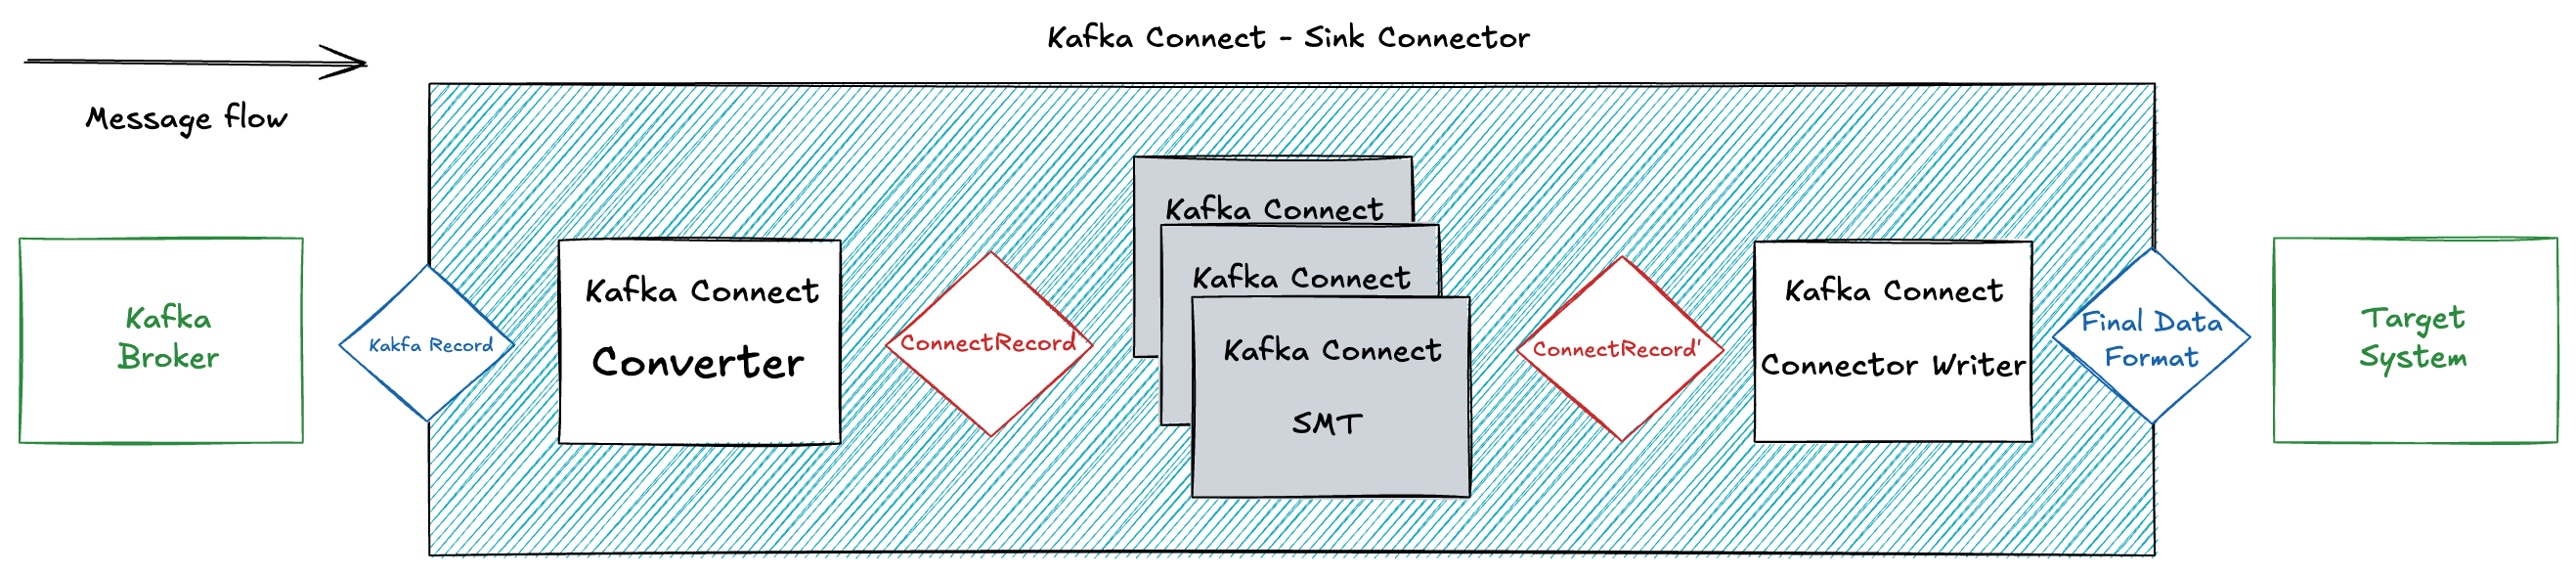 Kafka Connect - Sink Connector
Message flow
Kafka
Broker
Kakfa Record
Kafka Connect
Converter
ConnectRecord
Kafka Connect
Kafka Connect
Kafka Connect
SMT
ConnectRecord'
Kafka Connect
Connector Writer
Final Data
Format
Target
System